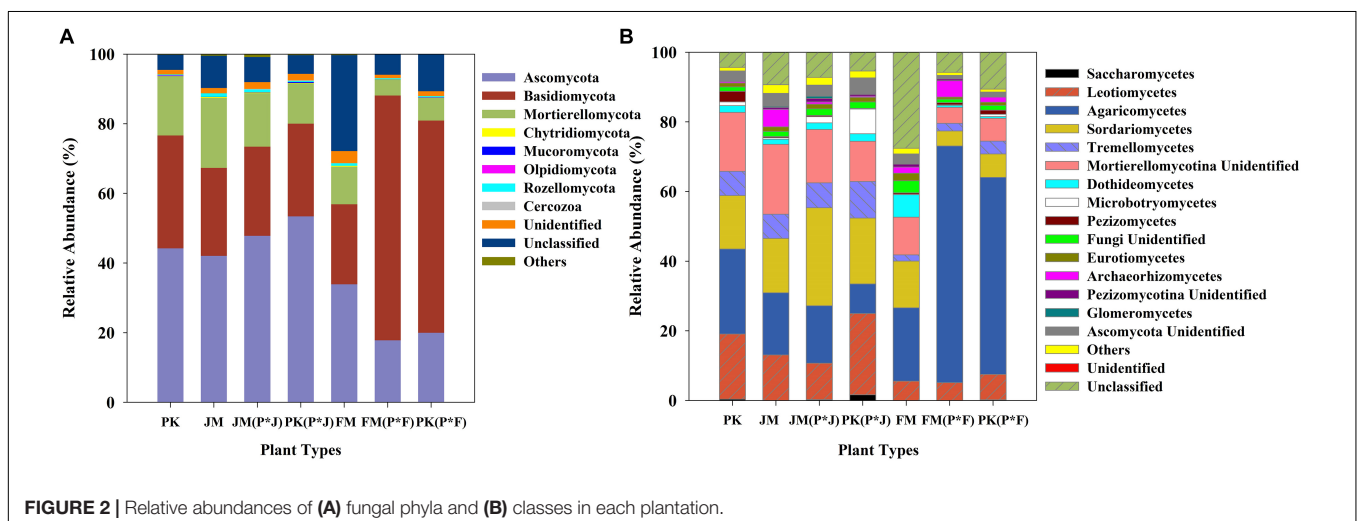 A
100
80
60
40
20
0
Relative Abundance (%)
PK JM JM(P*J) PK(P*J) FM FM(P*F) PK(P*F)
Plant Types
Ascomycota
Basidiomycota
Mortierellomycota
Chytridiomycota
Mucoromycota
Olpidiomycota
Rozellomycota
Cercozoa
Unidentified
Unclassified
Others
B
100
80
60
40
20
0
Relative Abundance (%)
PK JM JM(P*J) PK(P*J) FM FM(P*F) PK(P*F)
Plant Types
Saccharomycetes
Leotiomycetes
Agaricomycetes
Sordariomycetes
Tremellomycetes
Mortierellomycotina Unidentified
Dothideomycetes
Microbotryomycetes
Pezizomycetes
Fungi Unidentified
Eurotiomycetes
Archaeorhizomycetes
Pezizomycotina Unidentified
Glomeromycetes
Ascomycota Unidentified
Others
Unidentified
Unclassified
FIGURE 2 | Relative abundances of (A) fungal phyla and (B) classes in each plantation.